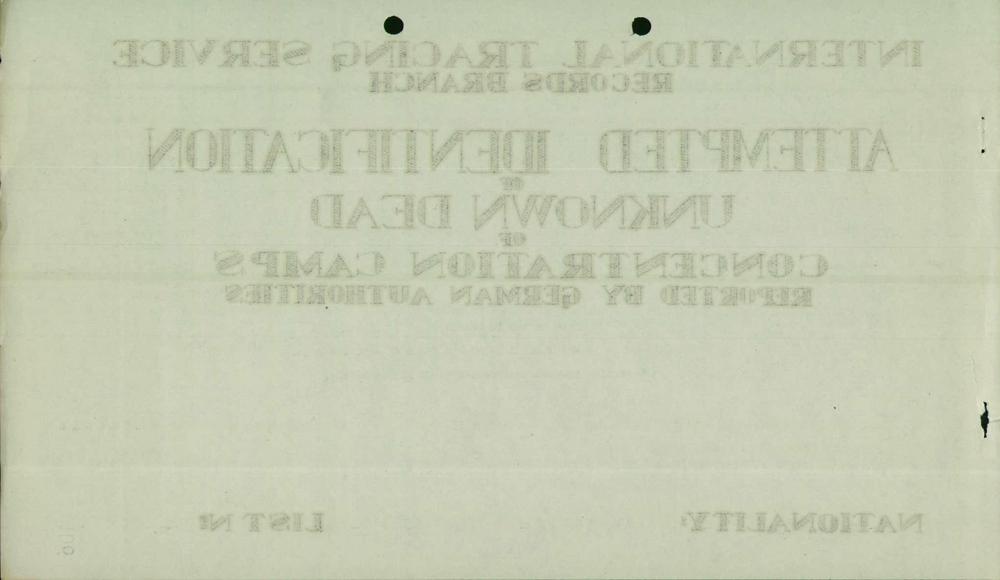 INTERNATIONAL TRACING SERVICE
RECORDS BRANCH
ATTEMPTED IDENTIFICATION
OF
UNKNOWN DEAD
OF
CONCENTRATION CAMPS
REPORTED BY GERMAN AUTHORITIES
NATIONALITY: LIST Nº